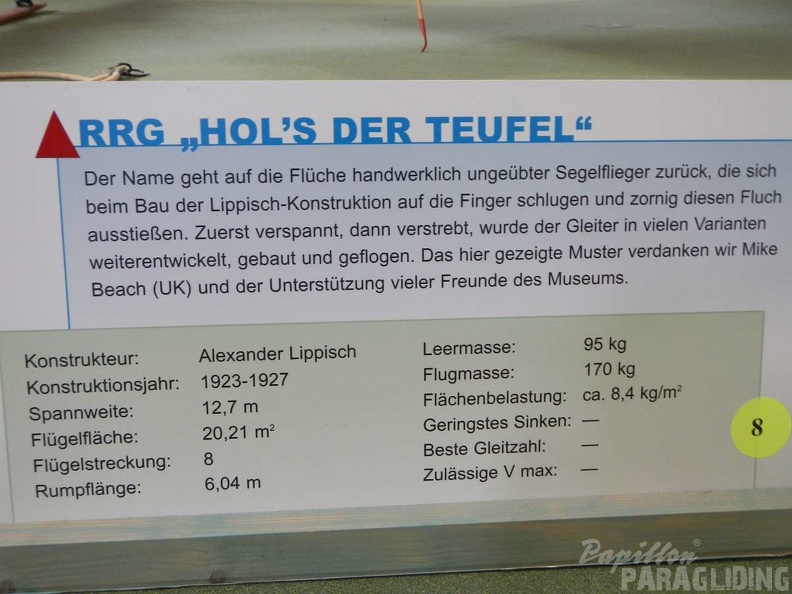 RRG „HOL'S DER TEUFEL“
Der Name geht auf die Flüche handwerklich ungeübter Segelflieger zurück, die sich
beim Bau der Lippisch-Konstruktion auf die Finger schlugen und zornig diesen Fluch
ausstießen. Zuerst verspannt, dann verstrebt, wurde der Gleiter in vielen Varianten
weiterentwickelt, gebaut und geflogen. Das hier gezeigte Muster verdanken wir Mike
Beach (UK) und der Unterstützung vieler Freunde des Museums.
Konstrukteur: Alexander Lippisch
Konstruktionsjahr: 1923-1927
Spannweite: 12,7 m
Flügelfläche: 20,21 m²
Flügelstreckung: 8
Rumpflänge: 6,04 m
Leermasse: 95 kg
Flugmasse: 170 kg
Flächenbelastung: ca. 8,4 kg/m²
Geringstes Sinken: —
Beste Gleitzahl: —
Zulässige V max: —
8
Papillon®
PARAGLIDING